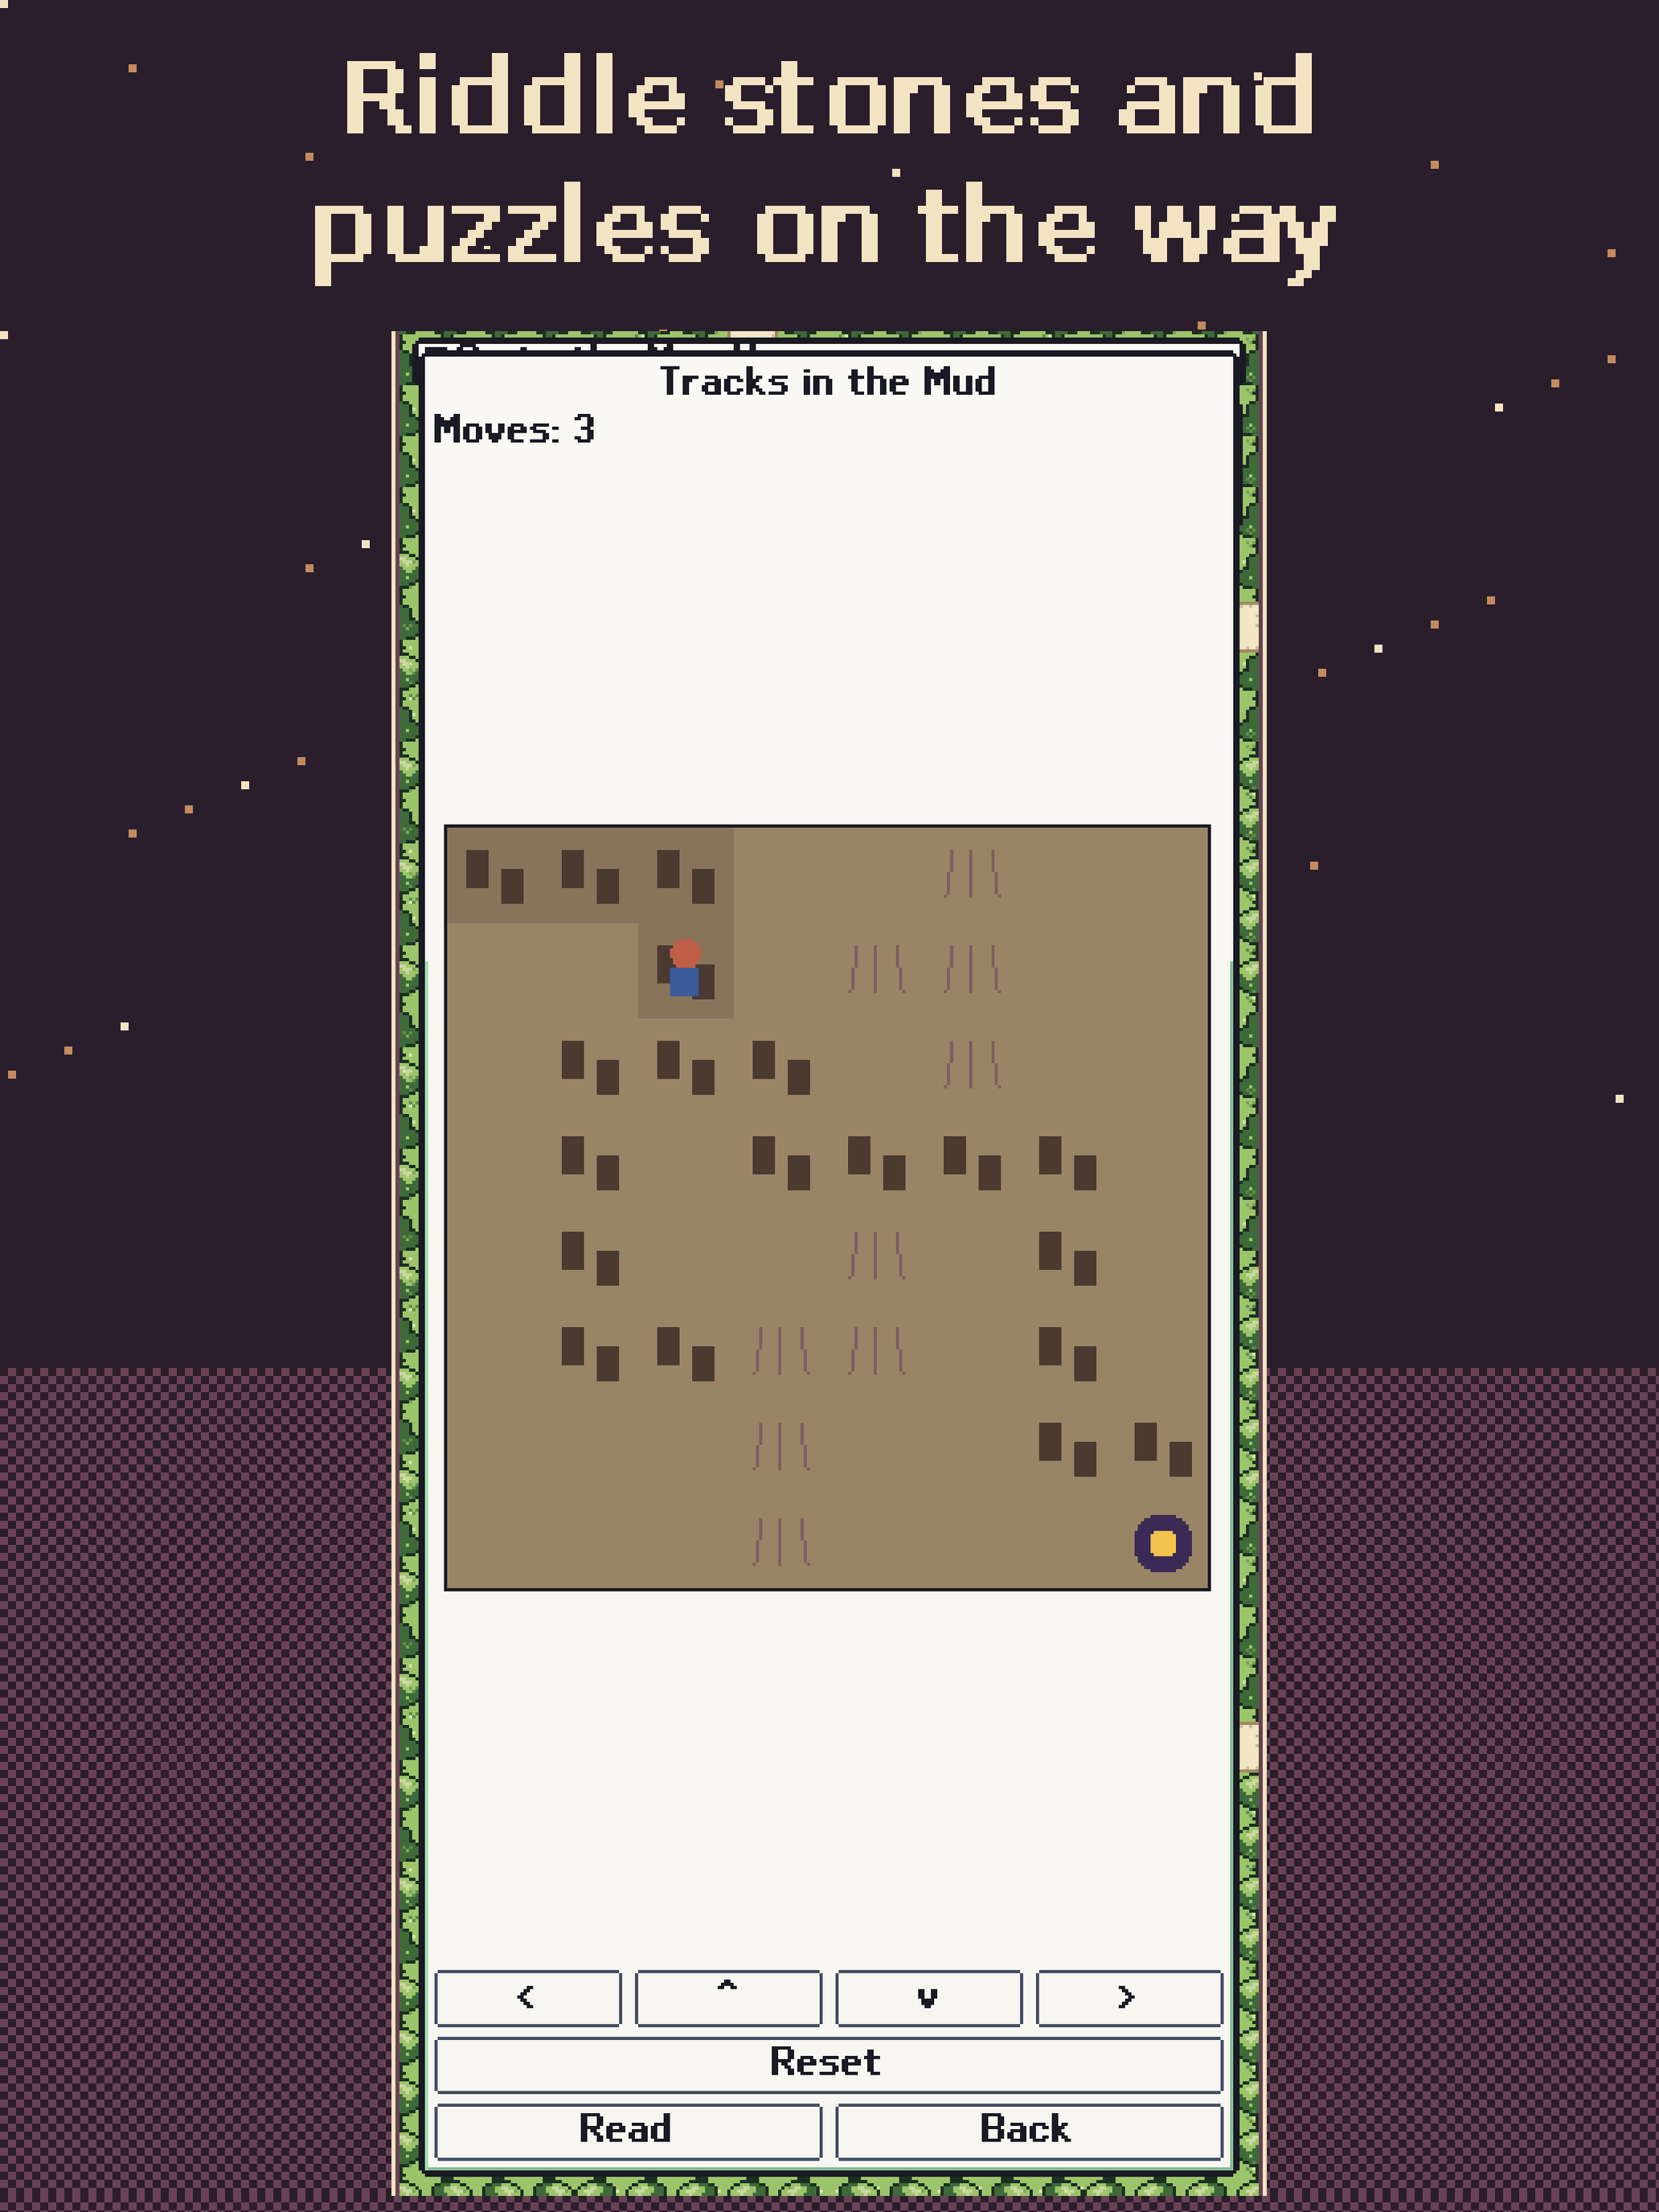 Riddle stones and
puzzles on the way
Tracks in the Mud
Moves: 3
< ^ v >
Reset
Read Back